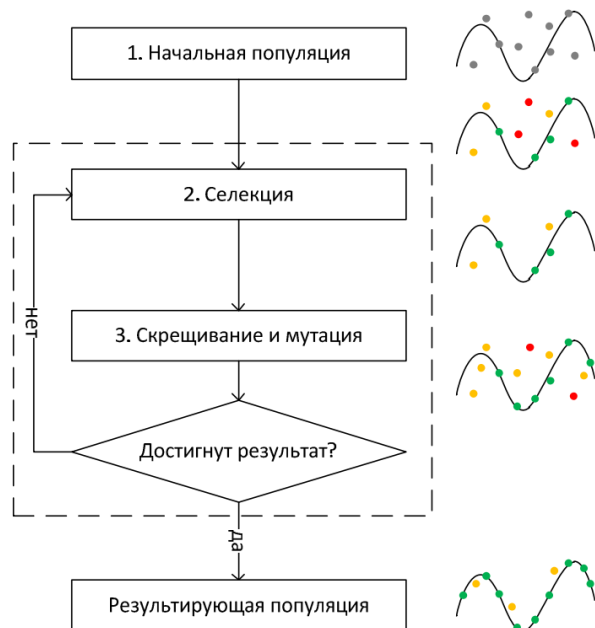 1. Начальная популяция
2. Селекция
нет
3. Скрещивание и мутация
Достигнут результат?
да
Результирующая популяция